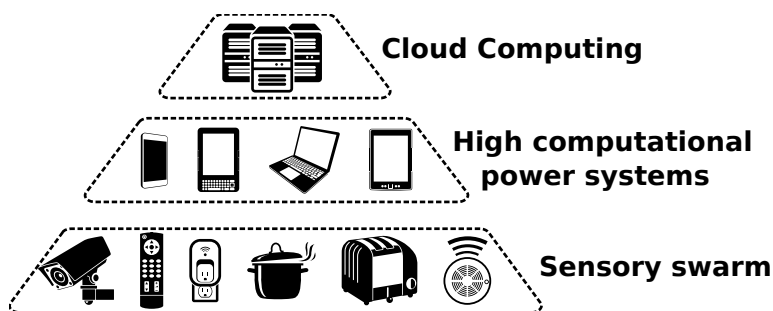 Cloud Computing
High computational
power systems
Sensory swarm